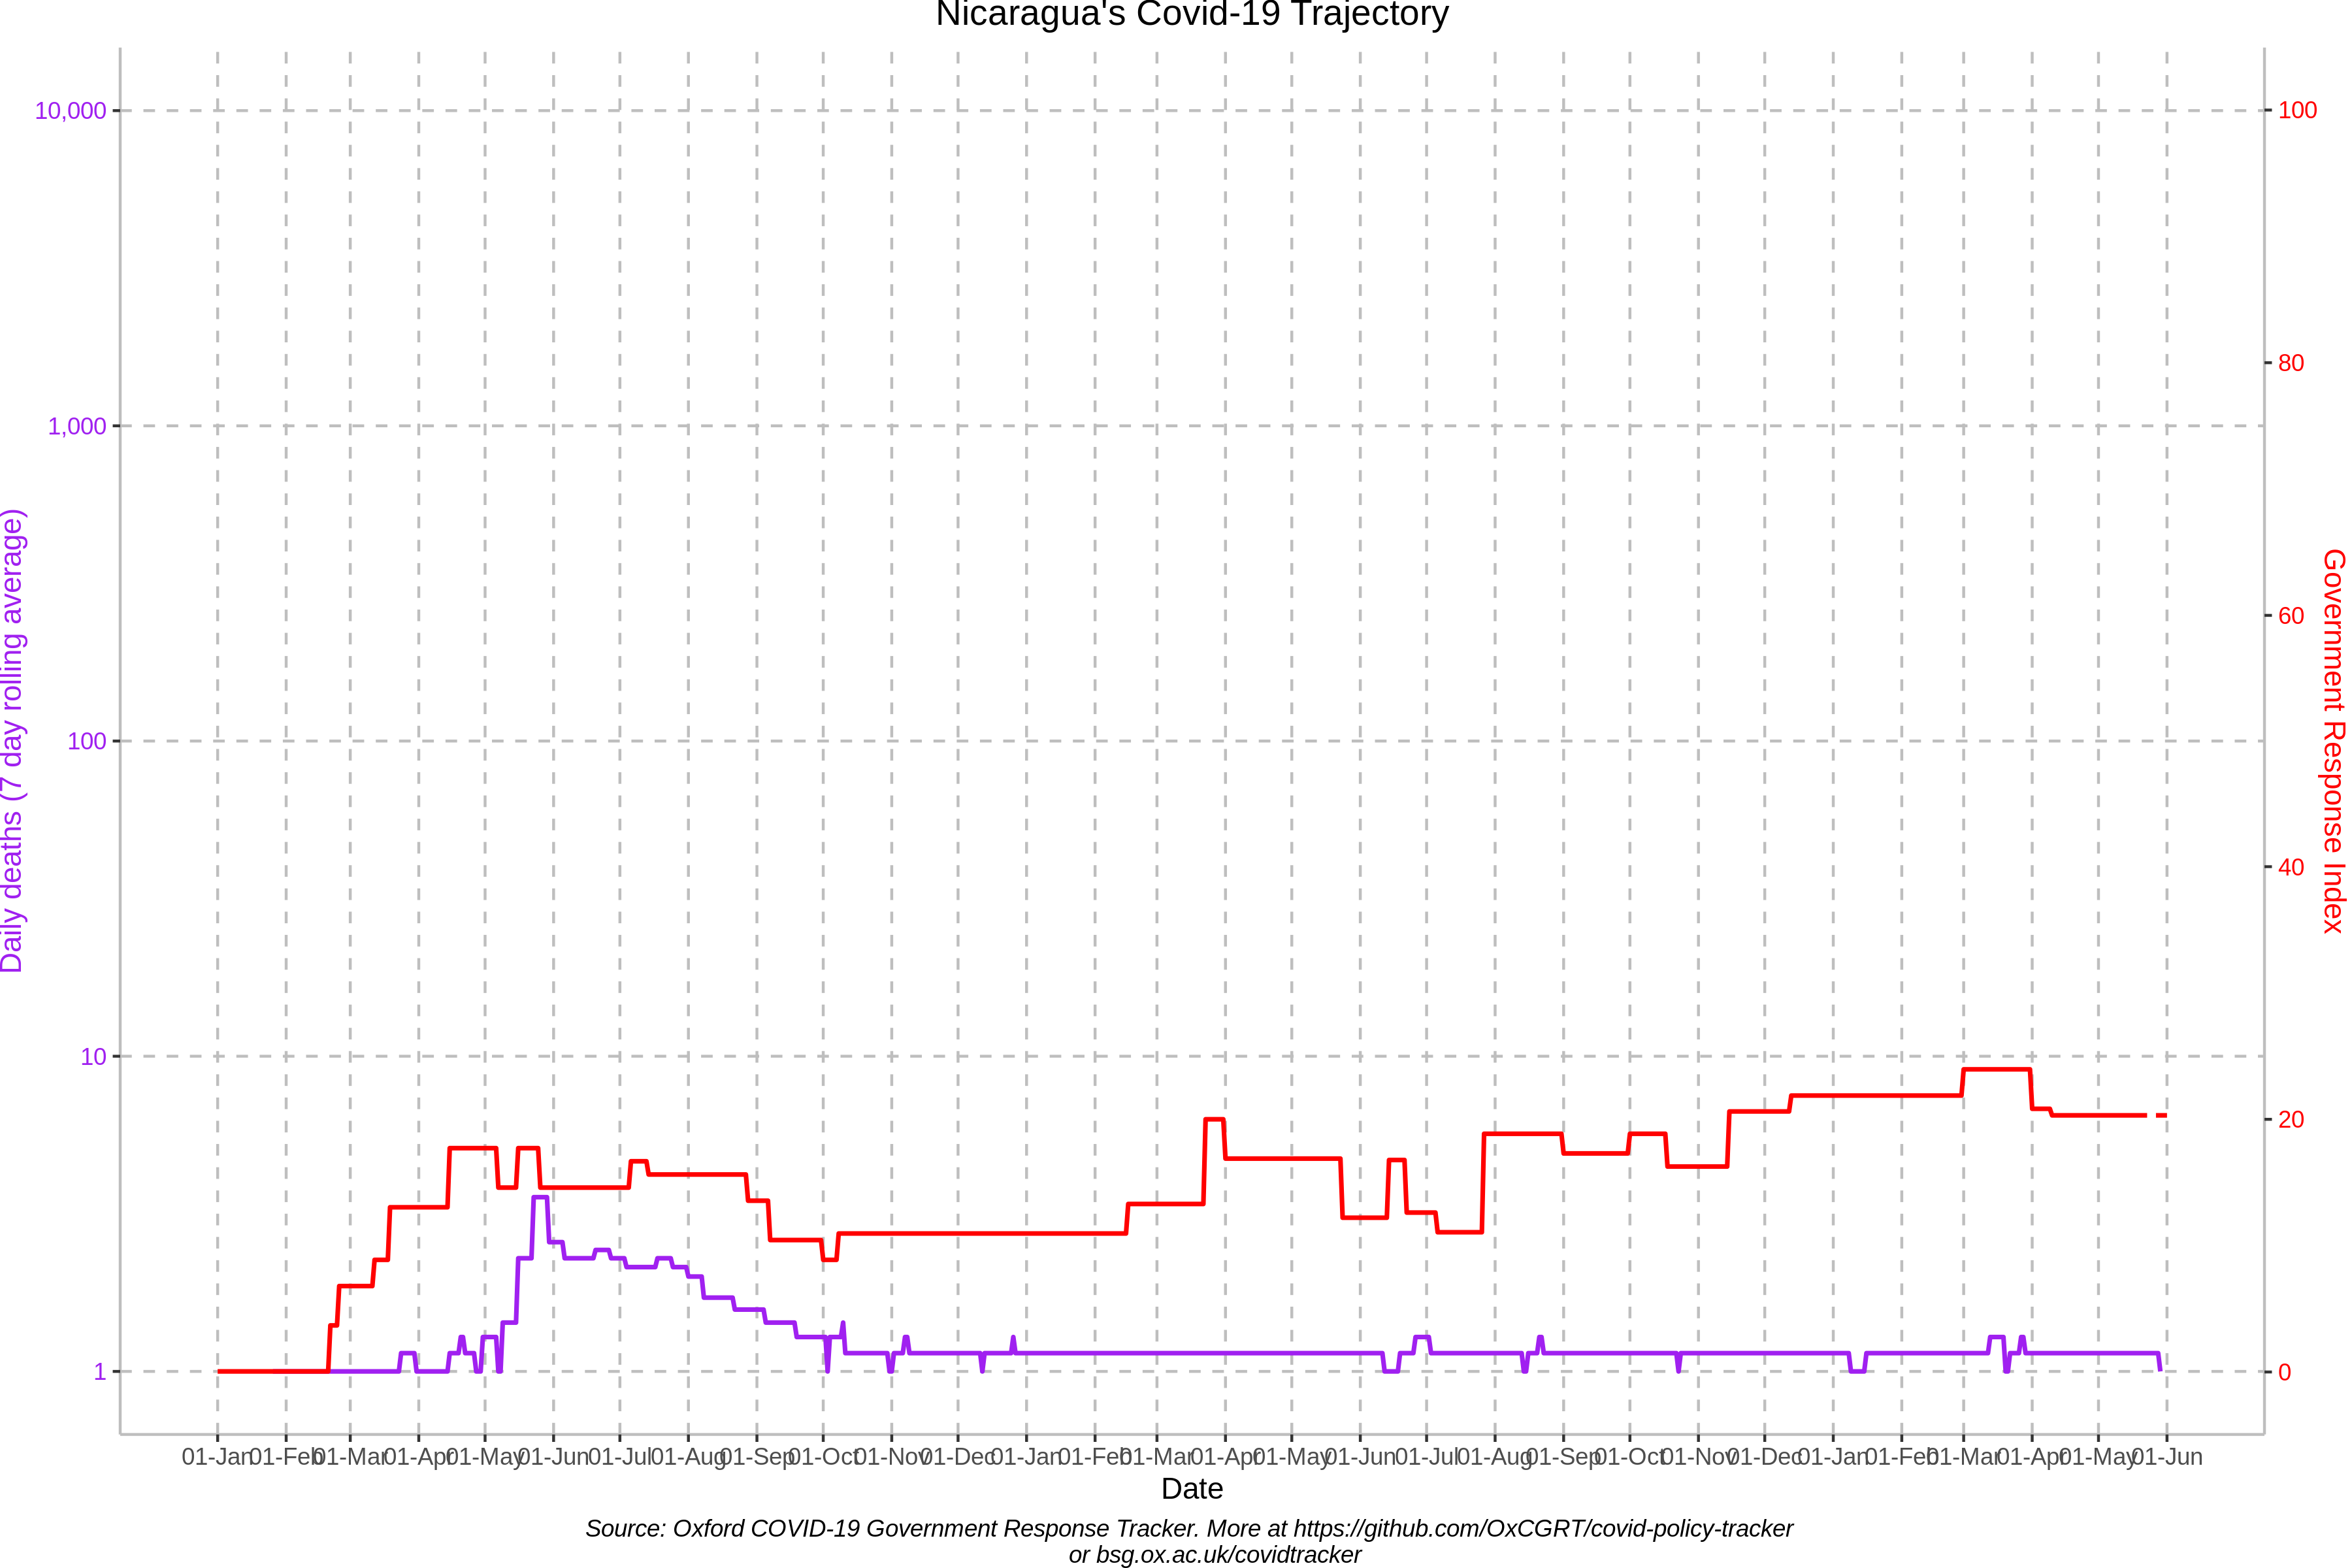 Nicaragua's Covid-19 Trajectory
10,000
1,000
100
10
1
Daily deaths (7 day rolling average)
100
80
60
40
20
0
Government Response Index
01-Jan 01-Feb 01-Mar 01-Apr 01-May 01-Jun 01-Jul 01-Aug 01-Sep 01-Oct 01-Nov 01-Dec 01-Jan 01-Feb 01-Mar 01-Apr 01-May 01-Jun 01-Jul 01-Aug 01-Sep 01-Oct 01-Nov 01-Dec 01-Jan 01-Feb 01-Mar 01-Apr 01-May 01-Jun
Date
Source: Oxford COVID-19 Government Response Tracker. More at https://github.com/OxCGRT/covid-policy-tracker
or bsg.ox.ac.uk/covidtracker